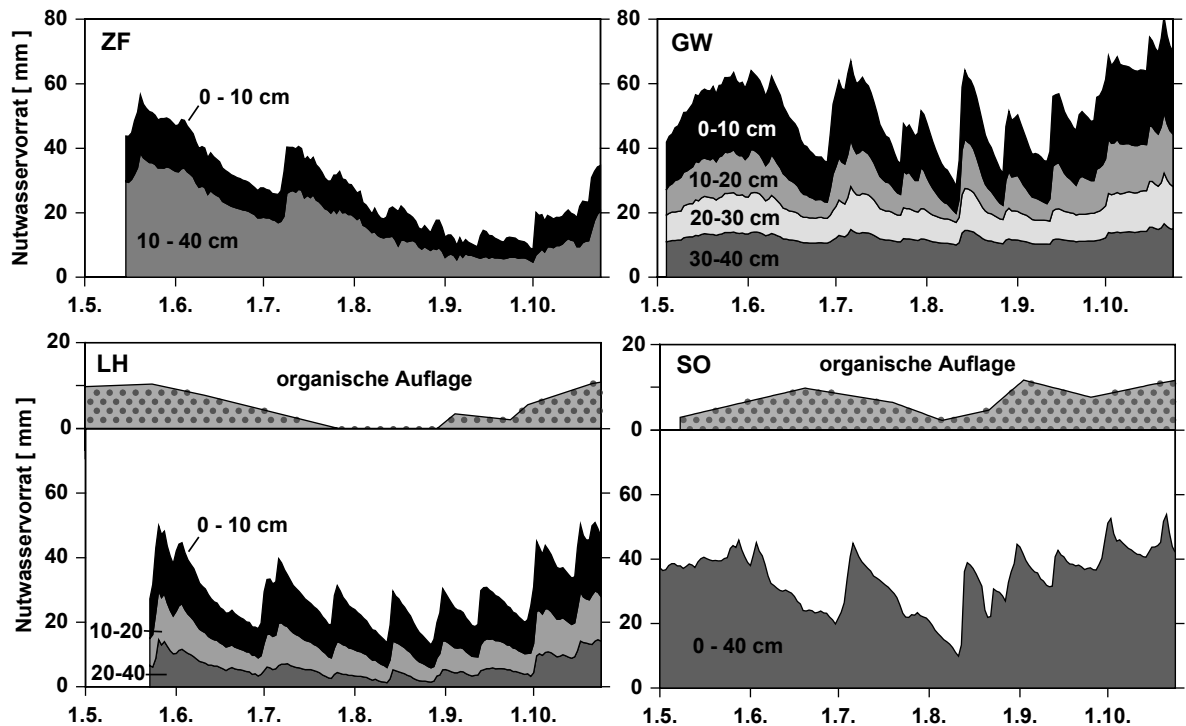 ZF
0 - 10 cm
10 - 40 cm
Nutwasservorrat [ mm ]
80
60
40
20
0
1.5. 1.6. 1.7. 1.8. 1.9. 1.10.
GW
0-10 cm
10-20 cm
20-30 cm
30-40 cm
80
60
40
20
0
1.5. 1.6. 1.7. 1.8. 1.9. 1.10.
LH
organische Auflage
20
0
0 - 10 cm
10-20
20-40
Nutwasservorrat [ mm ]
60
40
20
0
1.5. 1.6. 1.7. 1.8. 1.9. 1.10.
SO
organische Auflage
20
0
0 - 40 cm
60
40
20
0
1.5. 1.6. 1.7. 1.8. 1.9. 1.10.